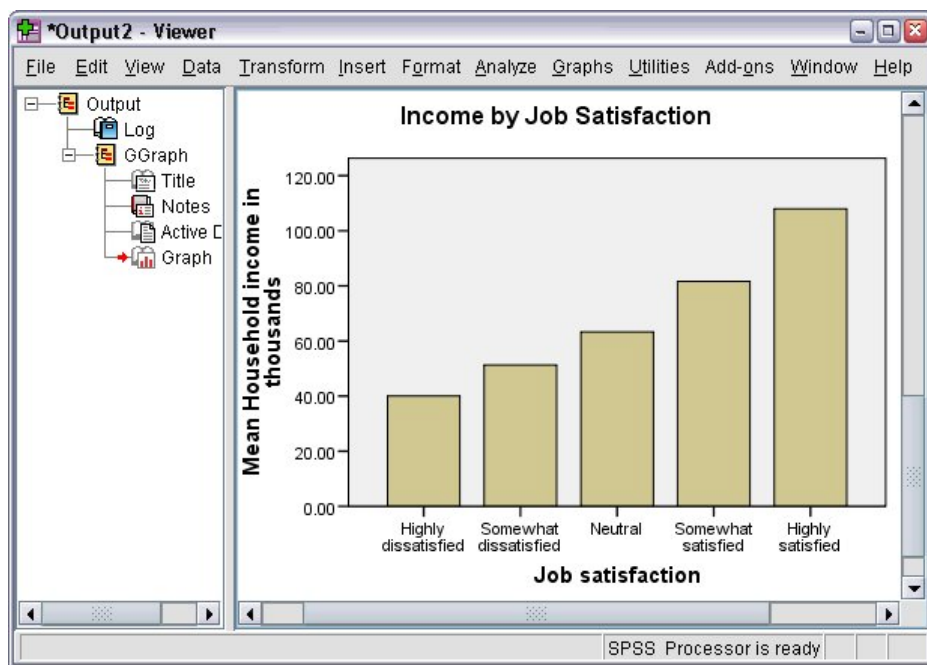 *Output2 - Viewer
File Edit View Data Transform Insert Format Analyze Graphs Utilities Add-ons Window Help
Output
Log
GGraph
Title
Notes
Active D
Graph
Income by Job Satisfaction
Mean Household income in
thousands
120.00
100.00
80.00
60.00
40.00
20.00
0.00
Highly
dissatisfied
Somewhat
dissatisfied
Neutral
Somewhat
satisfied
Highly
satisfied
Job satisfaction
SPSS Processor is ready